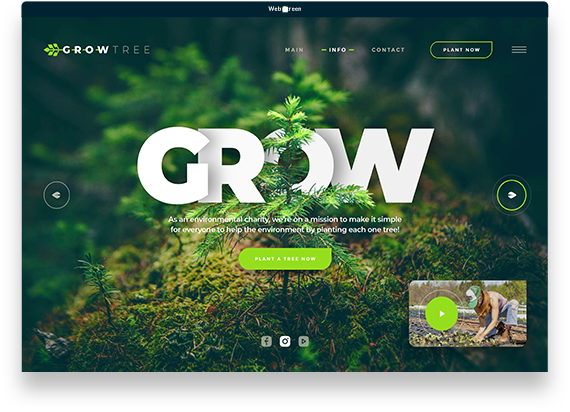 GROWTREE
MAIN
INFO
CONTACT
PLANT NOW
GROW
As an environmental charity, we're on a mission to make it simple
for everyone to help the environment by planting each one tree!
PLANT A TREE NOW